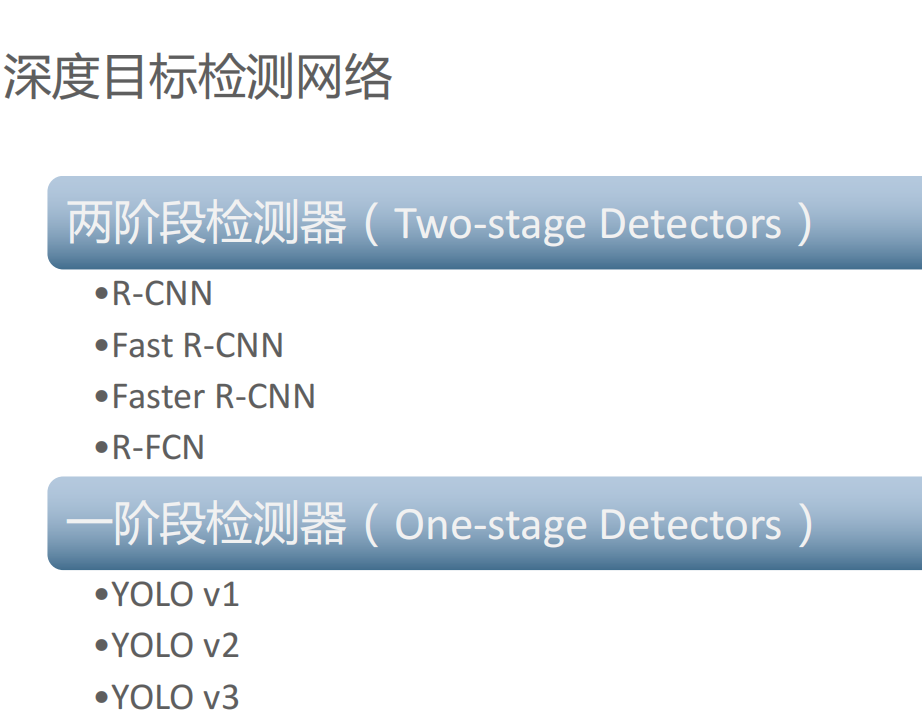 深度目标检测网络
两阶段检测器（Two-stage Detectors）
•R-CNN
•Fast R-CNN
•Faster R-CNN
•R-FCN
一阶段检测器（One-stage Detectors）
•YOLO v1
•YOLO v2
•YOLO v3